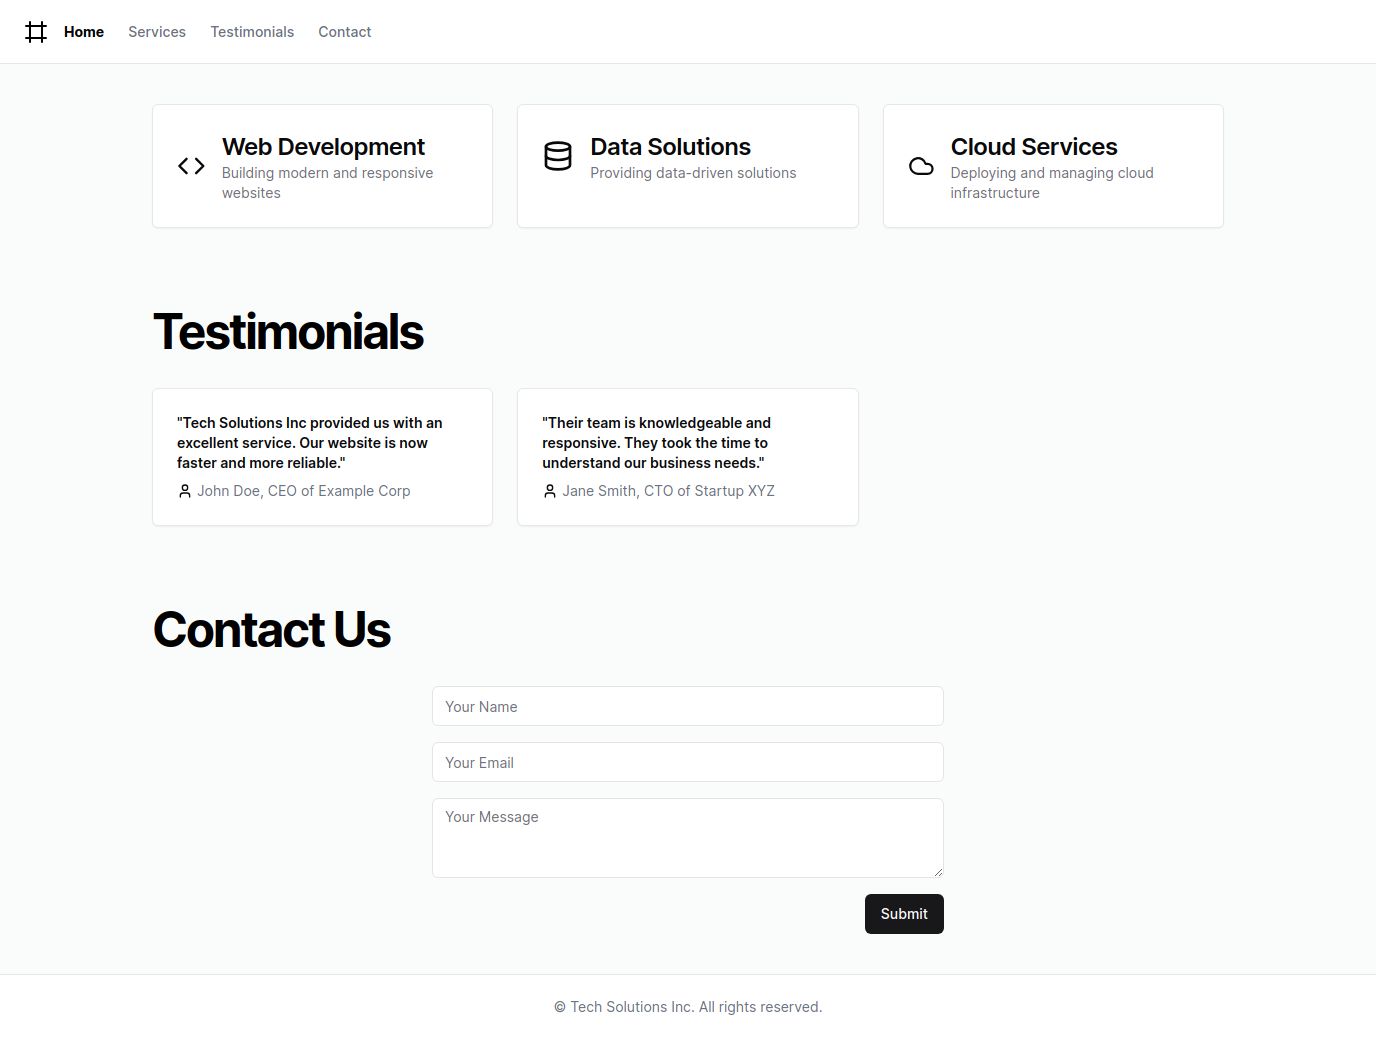 Home Services Testimonials Contact
Web Development
Building modern and responsive
websites
Data Solutions
Providing data-driven solutions
Cloud Services
Deploying and managing cloud
infrastructure
Testimonials
"Tech Solutions Inc provided us with an
excellent service. Our website is now
faster and more reliable."
John Doe, CEO of Example Corp
"Their team is knowledgeable and
responsive. They took the time to
understand our business needs."
Jane Smith, CTO of Startup XYZ
Contact Us
Your Name
Your Email
Your Message
Submit
© Tech Solutions Inc. All rights reserved.